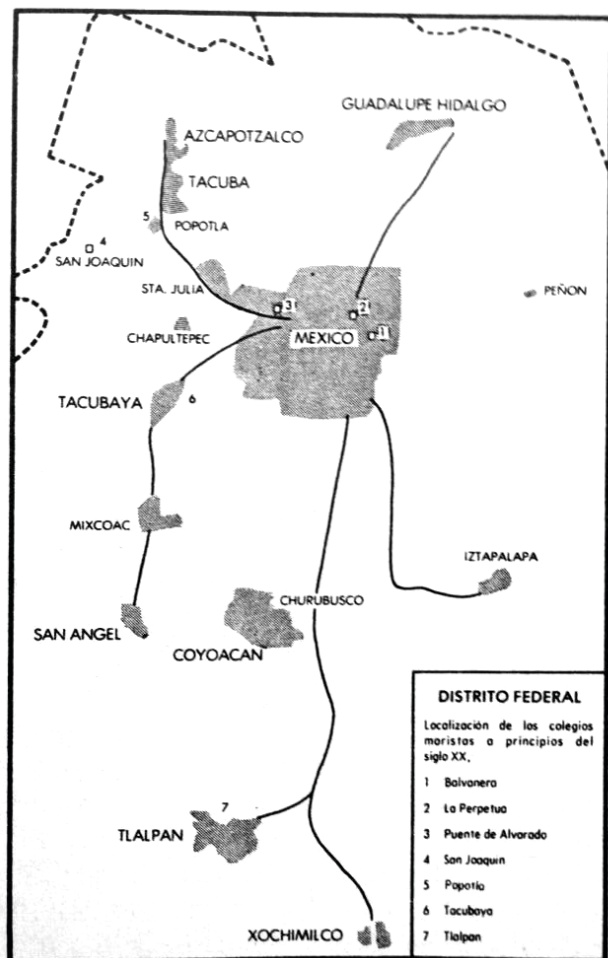 GUADALUPE HIDALGO
AZCAPOTZALCO
TACUBA
5
POPOTLA
4
SAN JOAQUIN
STA. JULIA
3
2
PEÑON
CHAPULTEPEC
MEXICO
1
TACUBAYA
6
MIXCOAC
IZTAPALAPA
CHURUBUSCO
SAN ANGEL
COYOACAN
7
TLALPAN
XOCHIMILCO
DISTRITO FEDERAL
Localización de los colegios
maristas a principios del
siglo XX.
1 Balvanera
2 La Perpetua
3 Puente de Alvarado
4 San Joaquin
5 Popotla
6 Tacubaya
7 Tlalpan